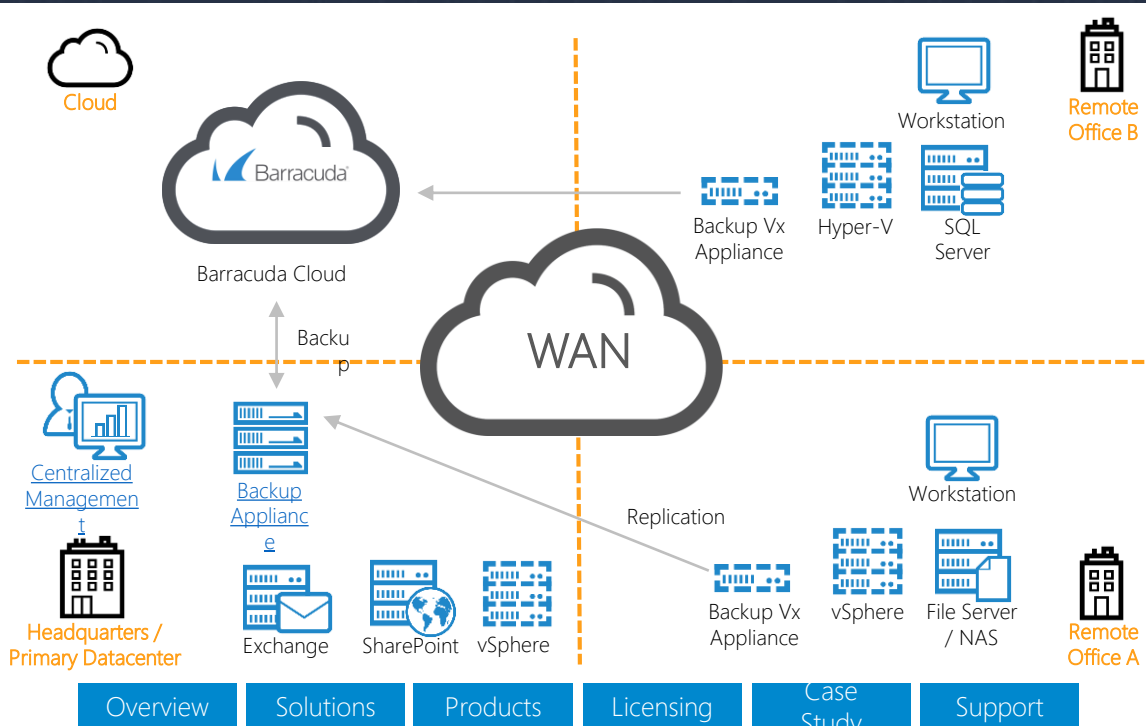 Cloud
Barracuda
Barracuda Cloud
Workstation
Remote
Office B
Backup Vx
Appliance
Hyper-V
SQL
Server
WAN
Backu
p
Centralized
Managemen
t
Backup
Applianc
e
Headquarters /
Primary Datacenter
Exchange
SharePoint
vSphere
Replication
Workstation
Backup Vx
Appliance
vSphere
File Server
/ NAS
Remote
Office A
Overview
Solutions
Products
Licensing
Case
Study
Support